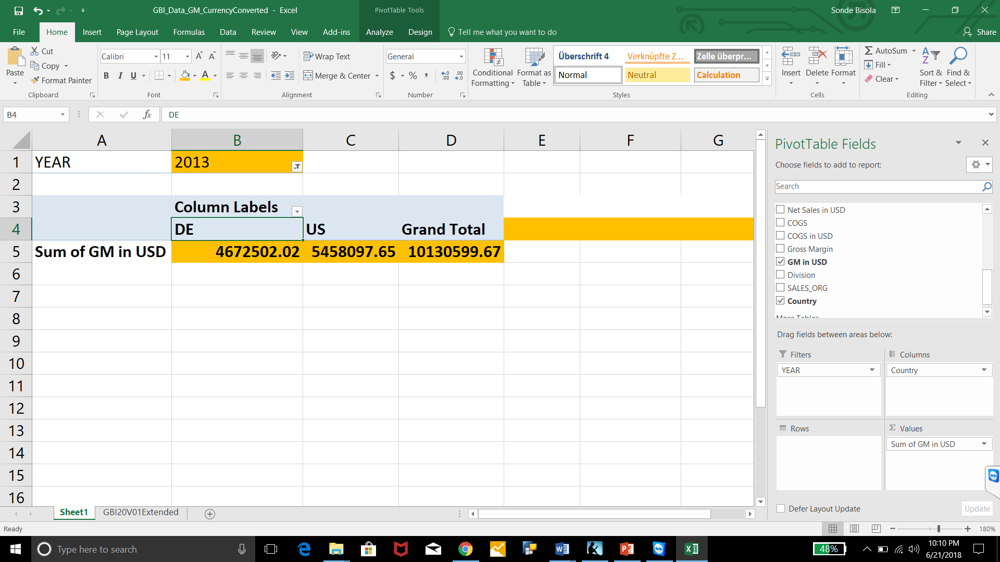 GBI_Data_GM_CurrencyConverted - Excel
PivotTable Tools
Sonde Bisola
File Home Insert Page Layout Formulas Data Review View Add-ins Analyze Design Tell me what you want to do Share
Paste
Cut
Copy
Format Painter
Clipboard
Calibri 11
B I U
Font
Wrap Text
Merge & Center
Alignment
General
$ % ,
Number
Conditional Formatting
Format as Table
Überschrift 4 Verknüpfte Z... Zelle überpr...
Normal Neutral Calculation
Styles
Insert Delete Format
Cells
AutoSum
Fill
Clear
Sort & Filter
Find & Select
Editing
B4 fx DE
A B C D E F G
1 YEAR 2013
2
3 Column Labels
4 DE US Grand Total
5 Sum of GM in USD 4672502.02 5458097.65 10130599.67
6
7
8
9
10
11
12
13
14
15
16
PivotTable Fields
Choose fields to add to report:
Search
Net Sales in USD
COGS
COGS in USD
Gross Margin
GM in USD
Division
SALES_ORG
Country
More Tables...
Drag fields between areas below:
Filters
YEAR
Columns
Country
Rows
Values
Sum of GM in USD
Defer Layout Update Update
Sheet1 GBI20V01Extended
Ready 180%
Type here to search
48%
10:10 PM
6/21/2018